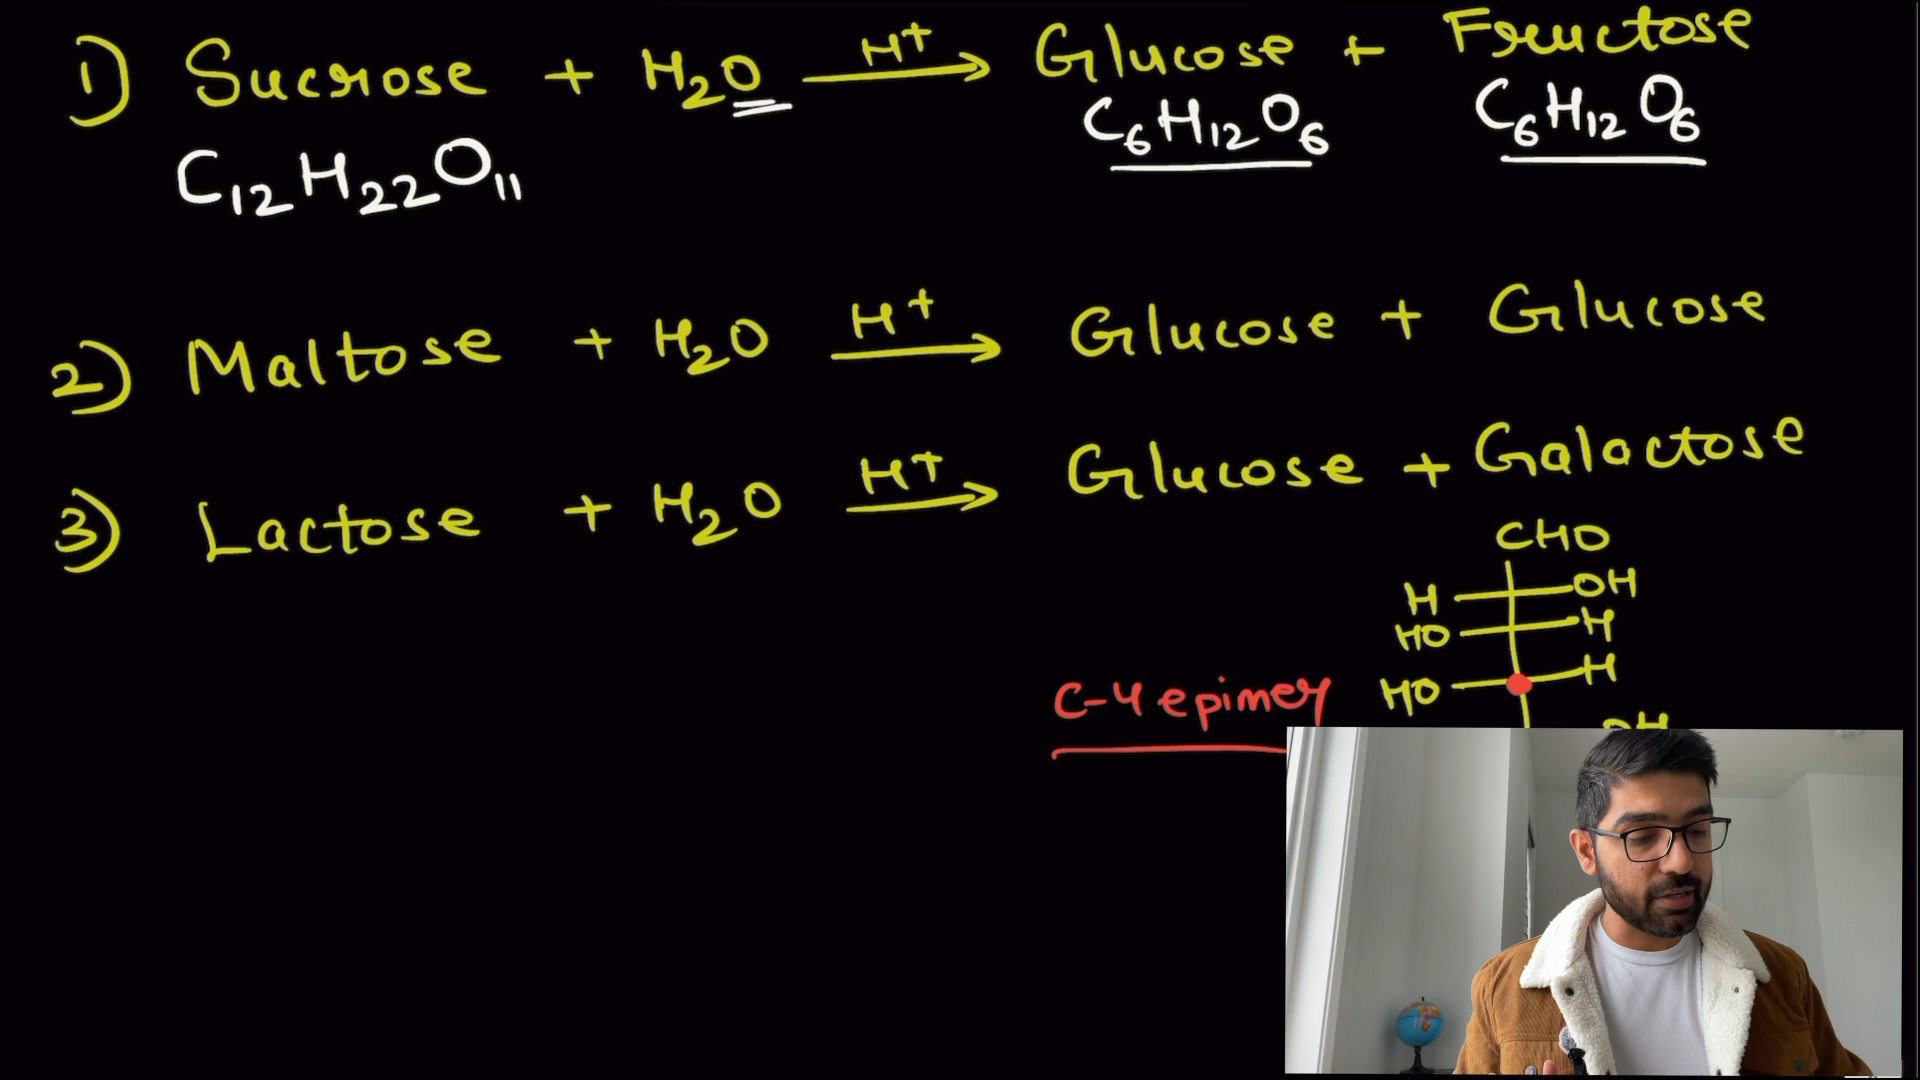 1) Sucrose + H₂O H⁺→ Glucose + Fructose
C₁₂H₂₂O₁₁ C₆H₁₂O₆ C₆H₁₂O₆
2) Maltose + H₂O H⁺→ Glucose + Glucose
3) Lactose + H₂O H⁺→ Glucose + Galactose
CHO
H OH
HO H
C-4 epimer HO H
OH